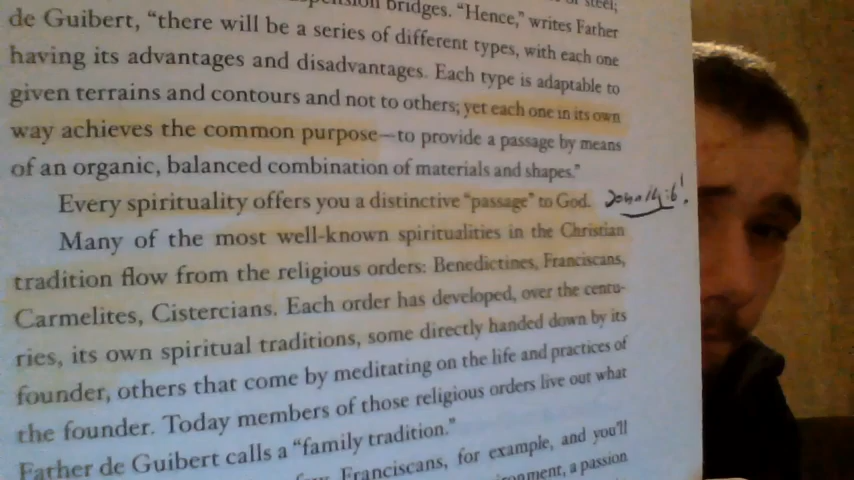 bridges. “Hence,” writes Father
de Guibert, “there will be a series of different types, with each one
having its advantages and disadvantages. Each type is adaptable to
given terrains and contours and not to others; yet each one in its own
way achieves the common purpose—to provide a passage by means
of an organic, balanced combination of materials and shapes.”
Every spirituality offers you a distinctive “passage” to God.
Many of the most well-known spiritualities in the Christian
tradition flow from the religious orders: Benedictines, Franciscans,
Carmelites, Cistercians. Each order has developed, over the centu-
ries, its own spiritual traditions, some directly handed down by its
founder, others that come by meditating on the life and practices of
the founder. Today members of those religious orders live out what
Father de Guibert calls a “family tradition.”
Franciscans, for example, and you’ll
a passion